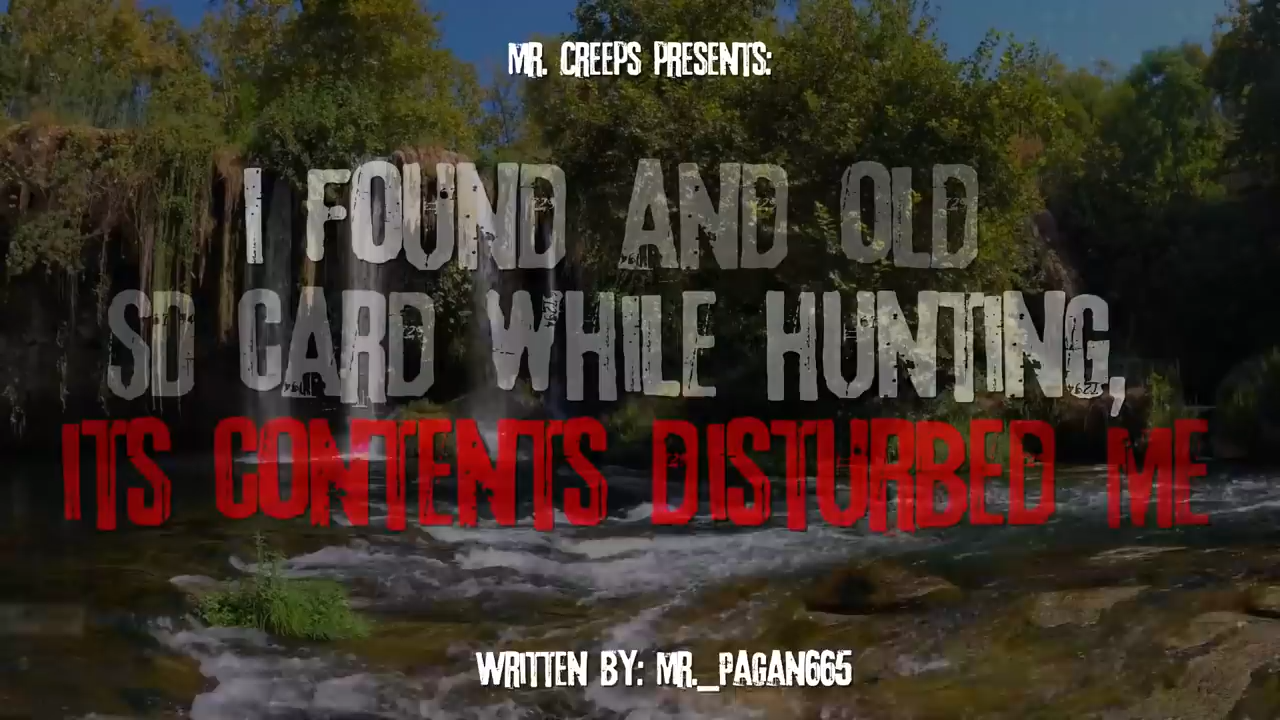 MR. CREEPS PRESENTS:
I FOUND AND OLD
SD CARD WHILE HUNTING,
ITS CONTENTS DISTURBED ME
WRITTEN BY: MR._PAGAN665